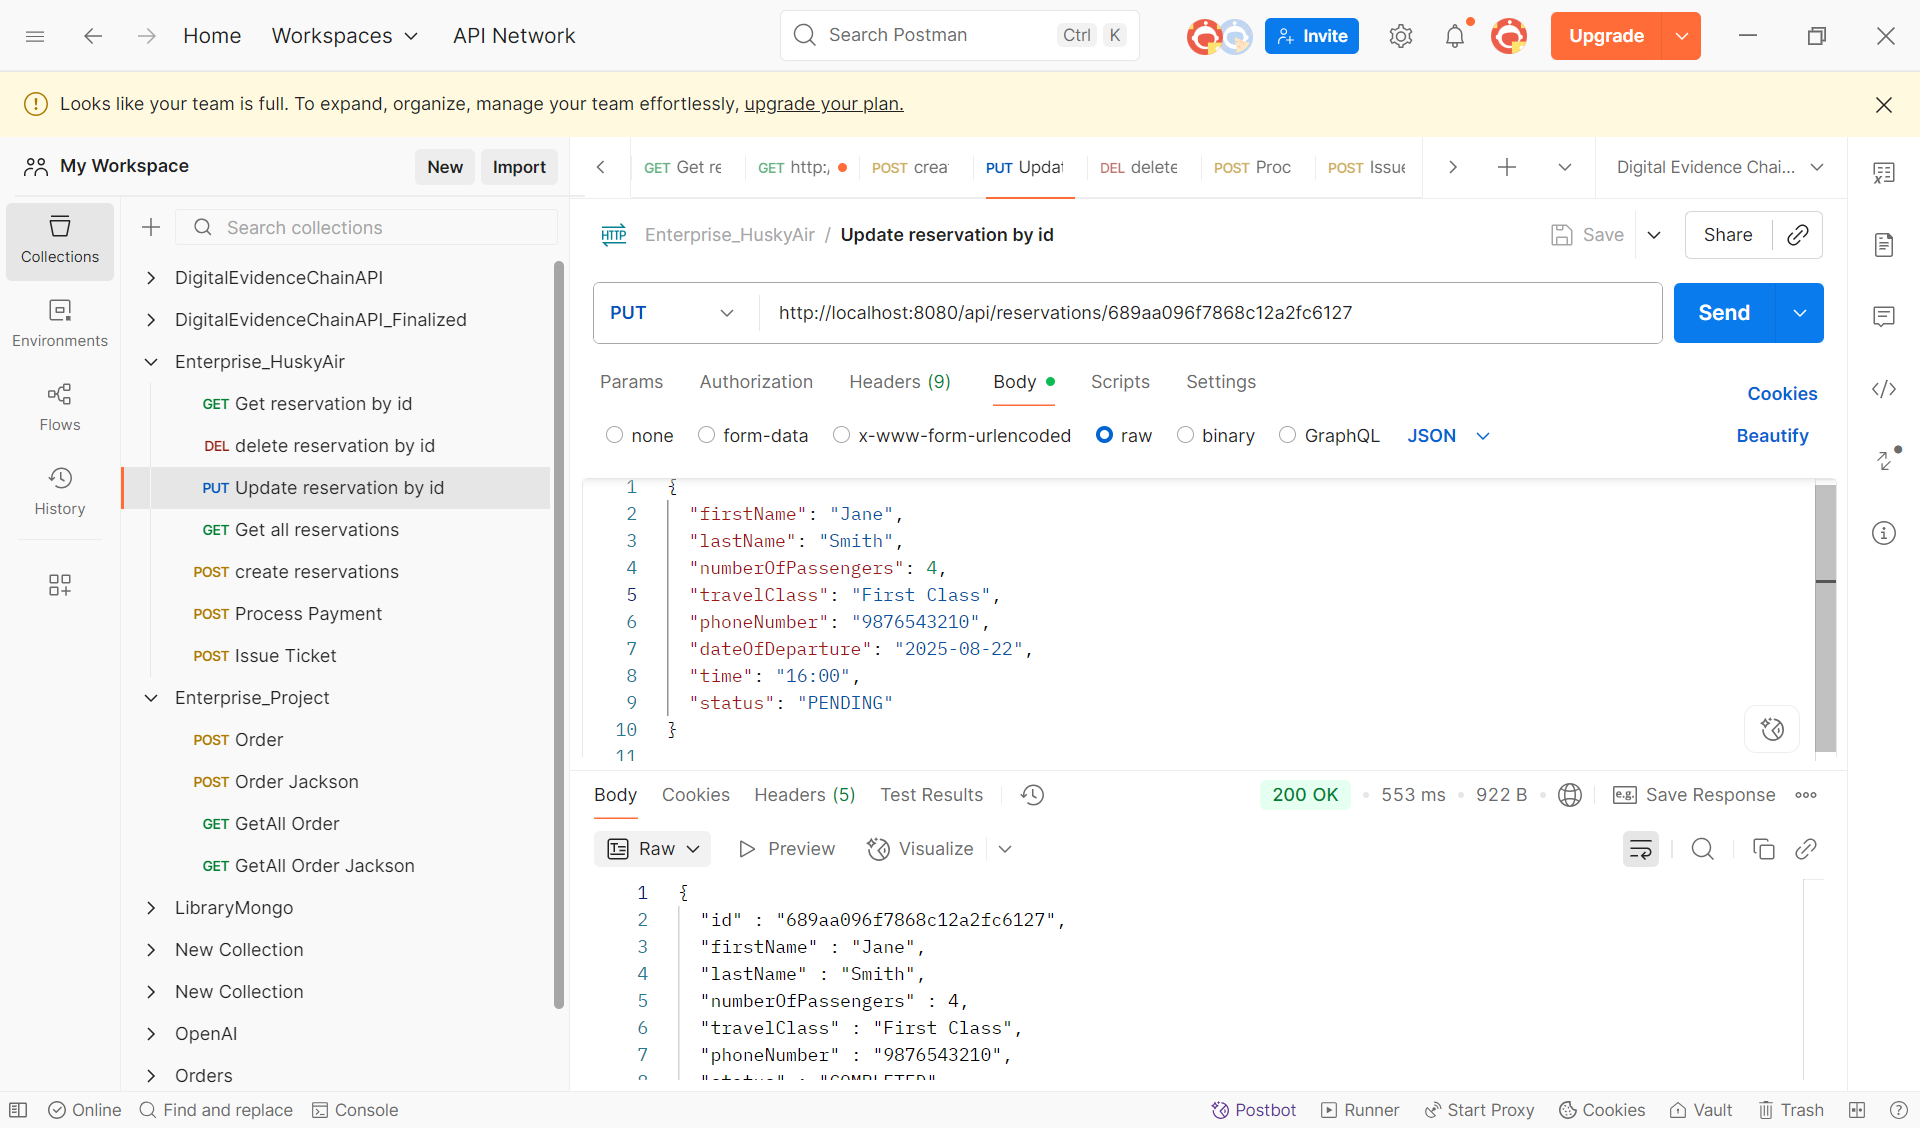 Home
Workspaces
API Network
Search Postman
Ctrl K
Invite
Upgrade
Looks like your team is full. To expand, organize, manage your team effortlessly, upgrade your plan.
My Workspace
New
Import
GET Get re
GET http:/
POST crea
PUT Updat
DEL delete
POST Proc
POST Issue
Digital Evidence Chai...
Collections
Environments
Flows
History
Search collections
DigitalEvidenceChainAPI
DigitalEvidenceChainAPI_Finalized
Enterprise_HuskyAir
GET Get reservation by id
DEL delete reservation by id
PUT Update reservation by id
GET Get all reservations
POST create reservations
POST Process Payment
POST Issue Ticket
Enterprise_Project
POST Order
POST Order Jackson
GET GetAll Order
GET GetAll Order Jackson
LibraryMongo
New Collection
New Collection
OpenAI
Orders
HTTP Enterprise_HuskyAir / Update reservation by id
Save
Share
PUT
http://localhost:8080/api/reservations/689aa096f7868c12a2fc6127
Send
Params
Authorization
Headers (9)
Body
Scripts
Settings
Cookies
none
form-data
x-www-form-urlencoded
raw
binary
GraphQL
JSON
Beautify
1 {
2 "firstName": "Jane",
3 "lastName": "Smith",
4 "numberOfPassengers": 4,
5 "travelClass": "First Class",
6 "phoneNumber": "9876543210",
7 "dateOfDeparture": "2025-08-22",
8 "time": "16:00",
9 "status": "PENDING"
10 }
11
Body
Cookies
Headers (5)
Test Results
200 OK
553 ms
922 B
e.g. Save Response
Raw
Preview
Visualize
1 {
2 "id" : "689aa096f7868c12a2fc6127",
3 "firstName" : "Jane",
4 "lastName" : "Smith",
5 "numberOfPassengers" : 4,
6 "travelClass" : "First Class",
7 "phoneNumber" : "9876543210",
8 "status" : "COMPLETED"
Online
Find and replace
Console
Postbot
Runner
Start Proxy
Cookies
Vault
Trash